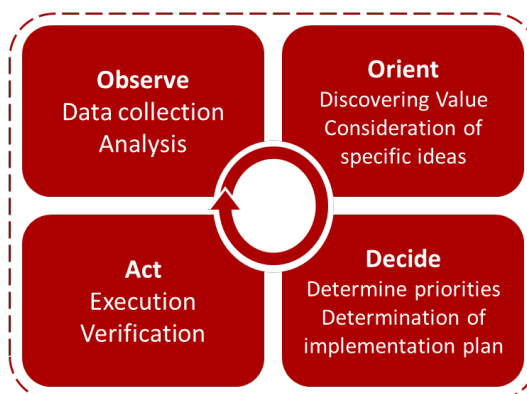 Observe
Data collection
Analysis
Orient
Discovering Value
Consideration of
specific ideas
Act
Execution
Verification
Decide
Determine priorities
Determination of
implementation plan